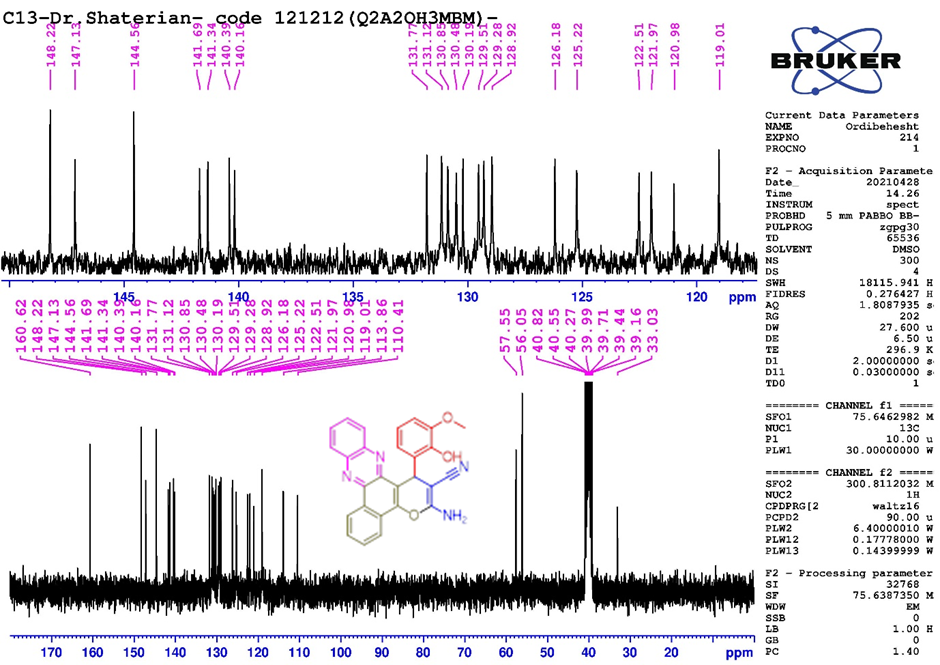 C13-Dr.Shaterian- code 121212(Q2A2OH3MBM)-
148.22
147.13
144.56
141.69
141.34
140.39
140.16
131.77
131.12
130.85
130.48
130.19
129.51
129.28
128.92
126.18
125.22
122.51
121.97
120.98
119.01
145 140 135 130 125 120 ppm
160.62
148.22
147.13
144.56
141.69
141.34
140.39
140.16
131.77
131.12
130.85
130.48
130.19
129.51
129.28
128.92
126.18
125.22
122.51
121.97
120.98
119.01
113.86
110.41
57.55
56.05
40.82
40.55
40.27
39.99
39.71
39.44
39.16
33.03
O
OH
N
N
N
O
NH2
170 160 150 140 130 120 110 100 90 80 70 60 50 40 30 20 ppm
BRUKER
Current Data Parameters
NAME Ordibehesht
EXPNO 214
PROCNO 1
F2 - Acquisition Paramete
Date_ 20210428
Time 14.26
INSTRUM spect
PROBHD 5 mm PABBO BB-
PULPROG zgpg30
TD 65536
SOLVENT DMSO
NS 300
DS 4
SWH 18115.941 H
FIDRES 0.276427 H
AQ 1.8087935 s
RG 202
DW 27.600 u
DE 6.50 u
TE 296.9 K
D1 2.00000000 s
D11 0.03000000 s
TD0 1
======== CHANNEL f1 =====
SFO1 75.6462982 M
NUC1 13C
P1 10.00 u
PLW1 30.00000000 W
======== CHANNEL f2 =====
SFO2 300.8112032 M
NUC2 1H
CPDPRG[2 waltz16
PCPD2 90.00 u
PLW2 6.40000010 W
PLW12 0.17778000 W
PLW13 0.14399999 W
F2 - Processing parameter
SI 32768
SF 75.6387350 M
WDW EM
SSB 0
LB 1.00 H
GB 0
PC 1.40